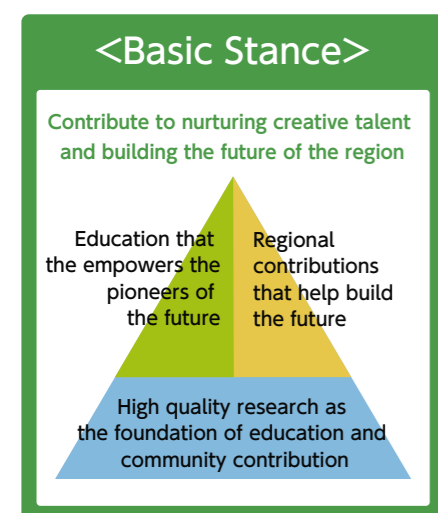 <Basic Stance>
Contribute to nurturing creative talent
and building the future of the region
Education that
the empowers the
pioneers of
the future
Regional
contributions
that help build
the future
High quality research as
the foundation of education and
community contribution